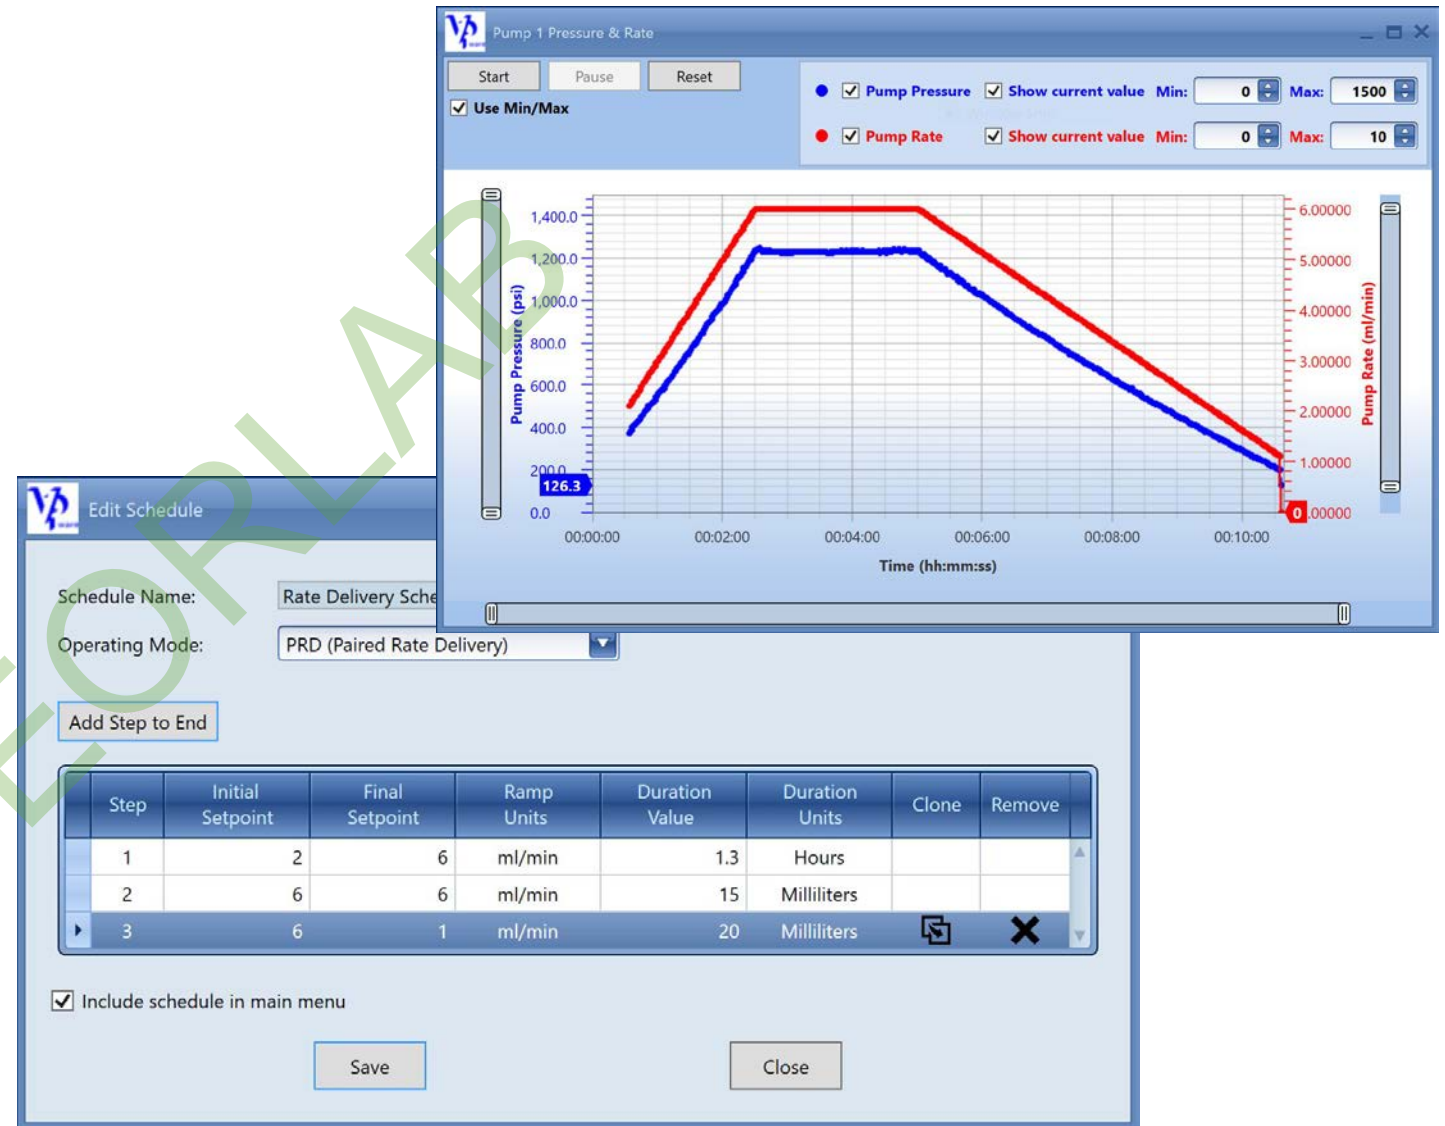 VP
ware
Pump 1 Pressure & Rate
Start Pause Reset
Use Min/Max
Pump Pressure Show current value Min: 0 Max: 1500
Pump Rate Show current value Min: 0 Max: 10
1,400.0
1,200.0
1,000.0
800.0
600.0
400.0
200.0
126.3
0.0
Pump Pressure (psi)
6.00000
5.00000
4.00000
3.00000
2.00000
1.00000
0 .00000
Pump Rate (ml/min)
00:00:00 00:02:00 00:04:00 00:06:00 00:08:00 00:10:00
Time (hh:mm:ss)
VP
ware
Edit Schedule
Schedule Name: Rate Delivery Sche
Operating Mode: PRD (Paired Rate Delivery)
Add Step to End
Step Initial Setpoint Final Setpoint Ramp Units Duration Value Duration Units Clone Remove
1 2 6 ml/min 1.3 Hours
2 6 6 ml/min 15 Milliliters
3 6 1 ml/min 20 Milliliters
Include schedule in main menu
Save Close
EORLAB